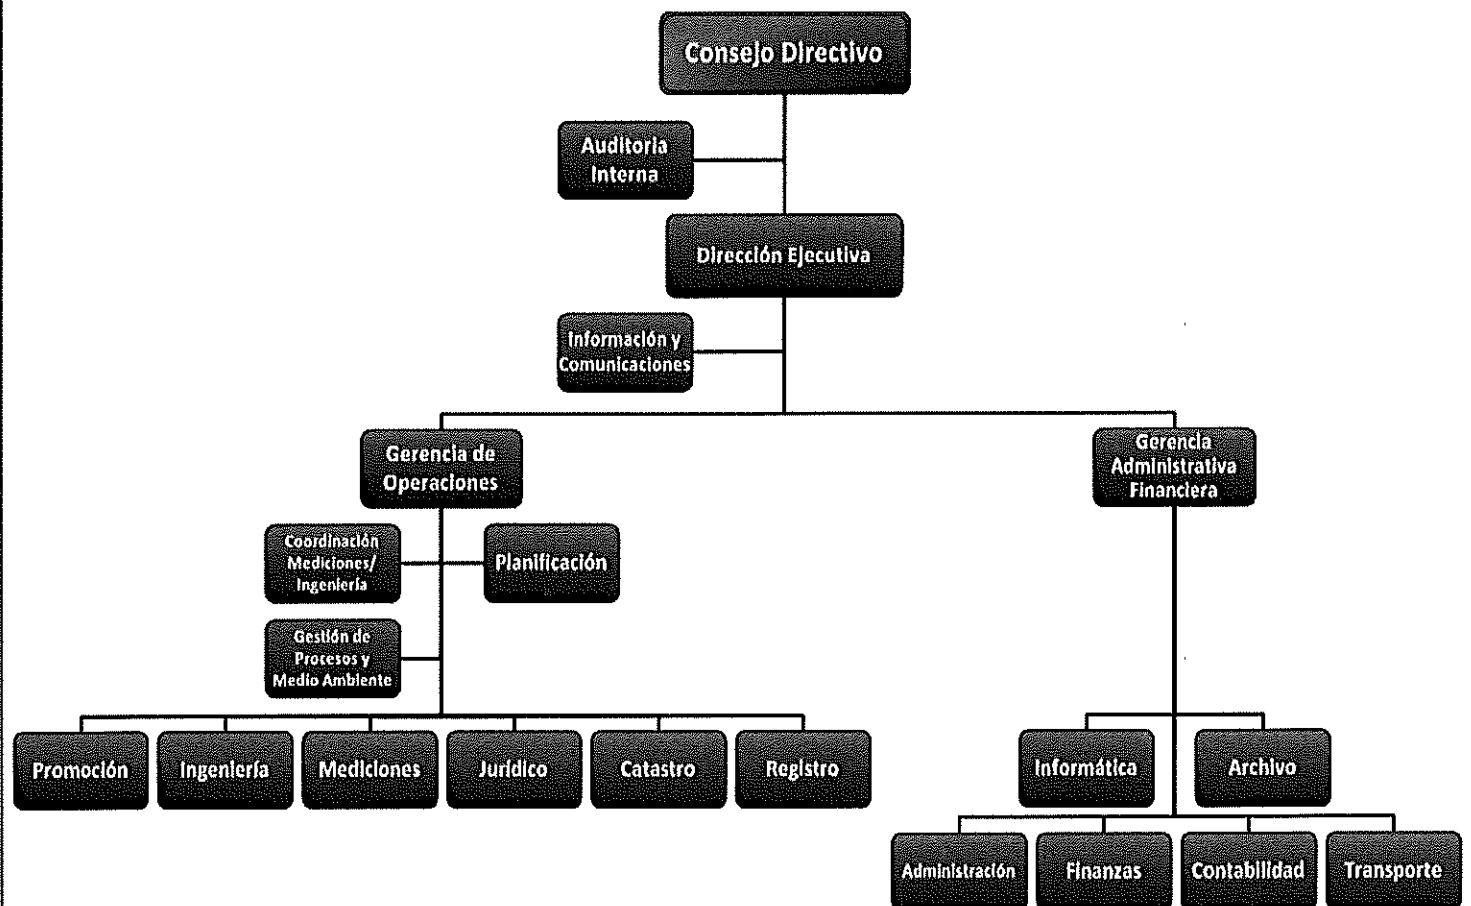 Consejo Directivo
Auditoria
Interna
Dirección Ejecutiva
Información y
Comunicaciones
Gerencia de
Operaciones
Gerencia
Administrativa
Financiera
Coordinación
Mediciones/
Ingeniería
Planificación
Gestión de
Procesos y
Medio Ambiente
Promoción
Ingeniería
Mediciones
Jurídico
Catastro
Registro
Informática
Archivo
Administración
Finanzas
Contabilidad
Transporte